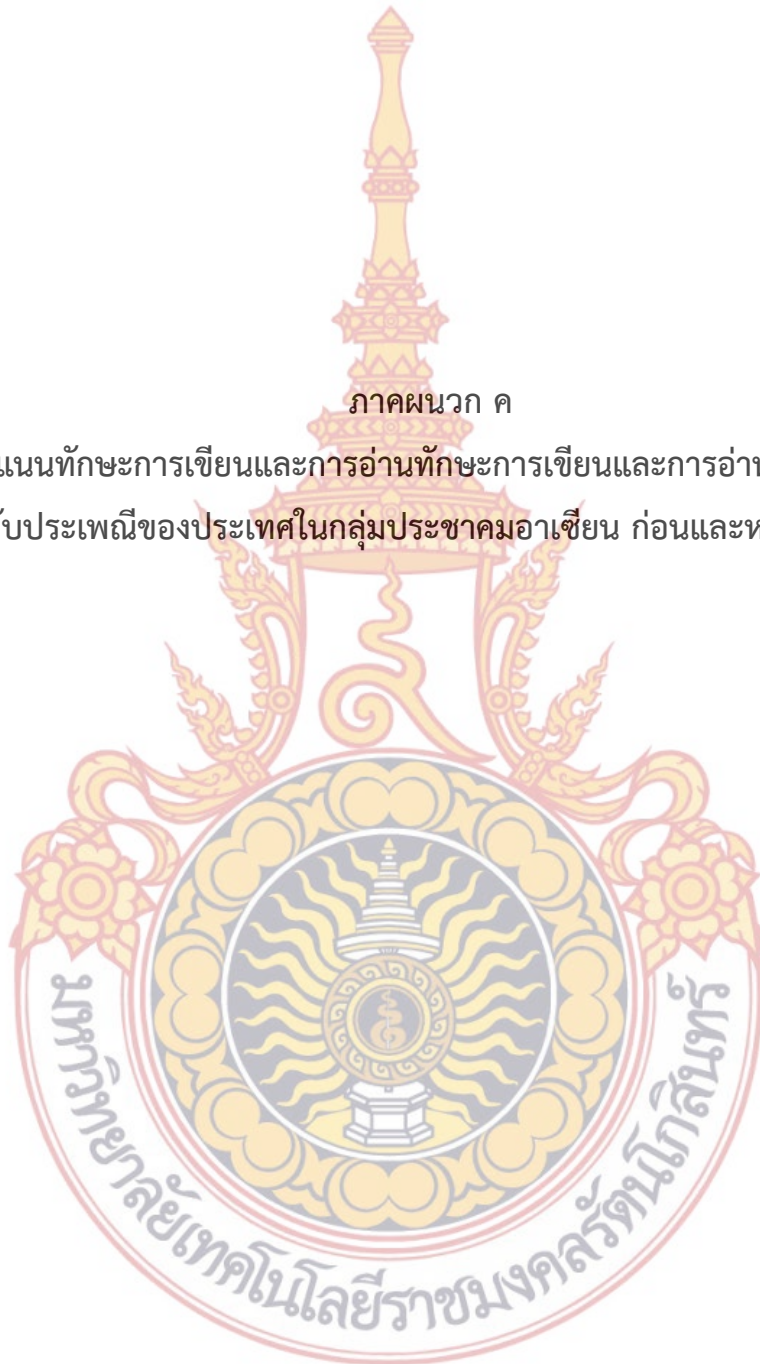 ภาคผนวก ค
แนนทักษะการเขียนและการอ่านทักษะการเขียนและการอ่าน
ับประเพณีของประเทศในกลุ่มประชาคมอาเซียน ก่อนและห
มหาวิทยาลัยเทคโนโลยีราชมงคลรัตนโกสินทร์